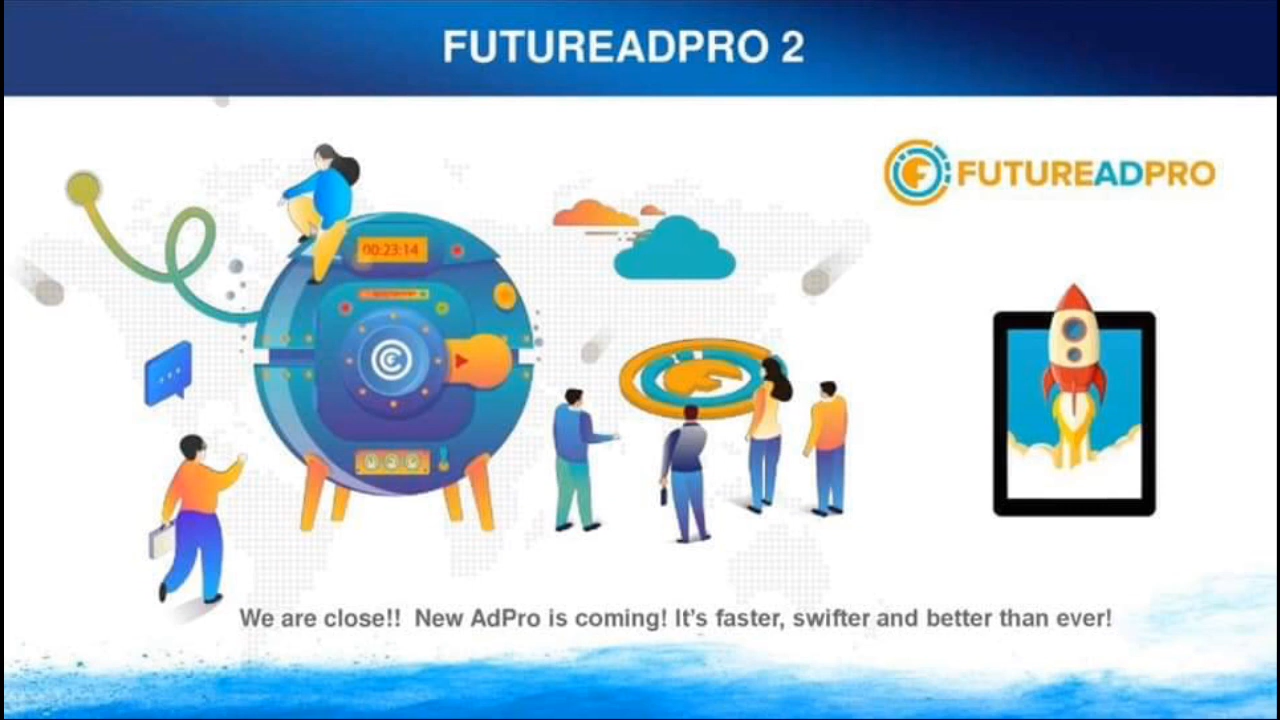 FUTUREADPRO 2
FUTUREADPRO
00:23:14
We are close!! New AdPro is coming! It's faster, swifter and better than ever!